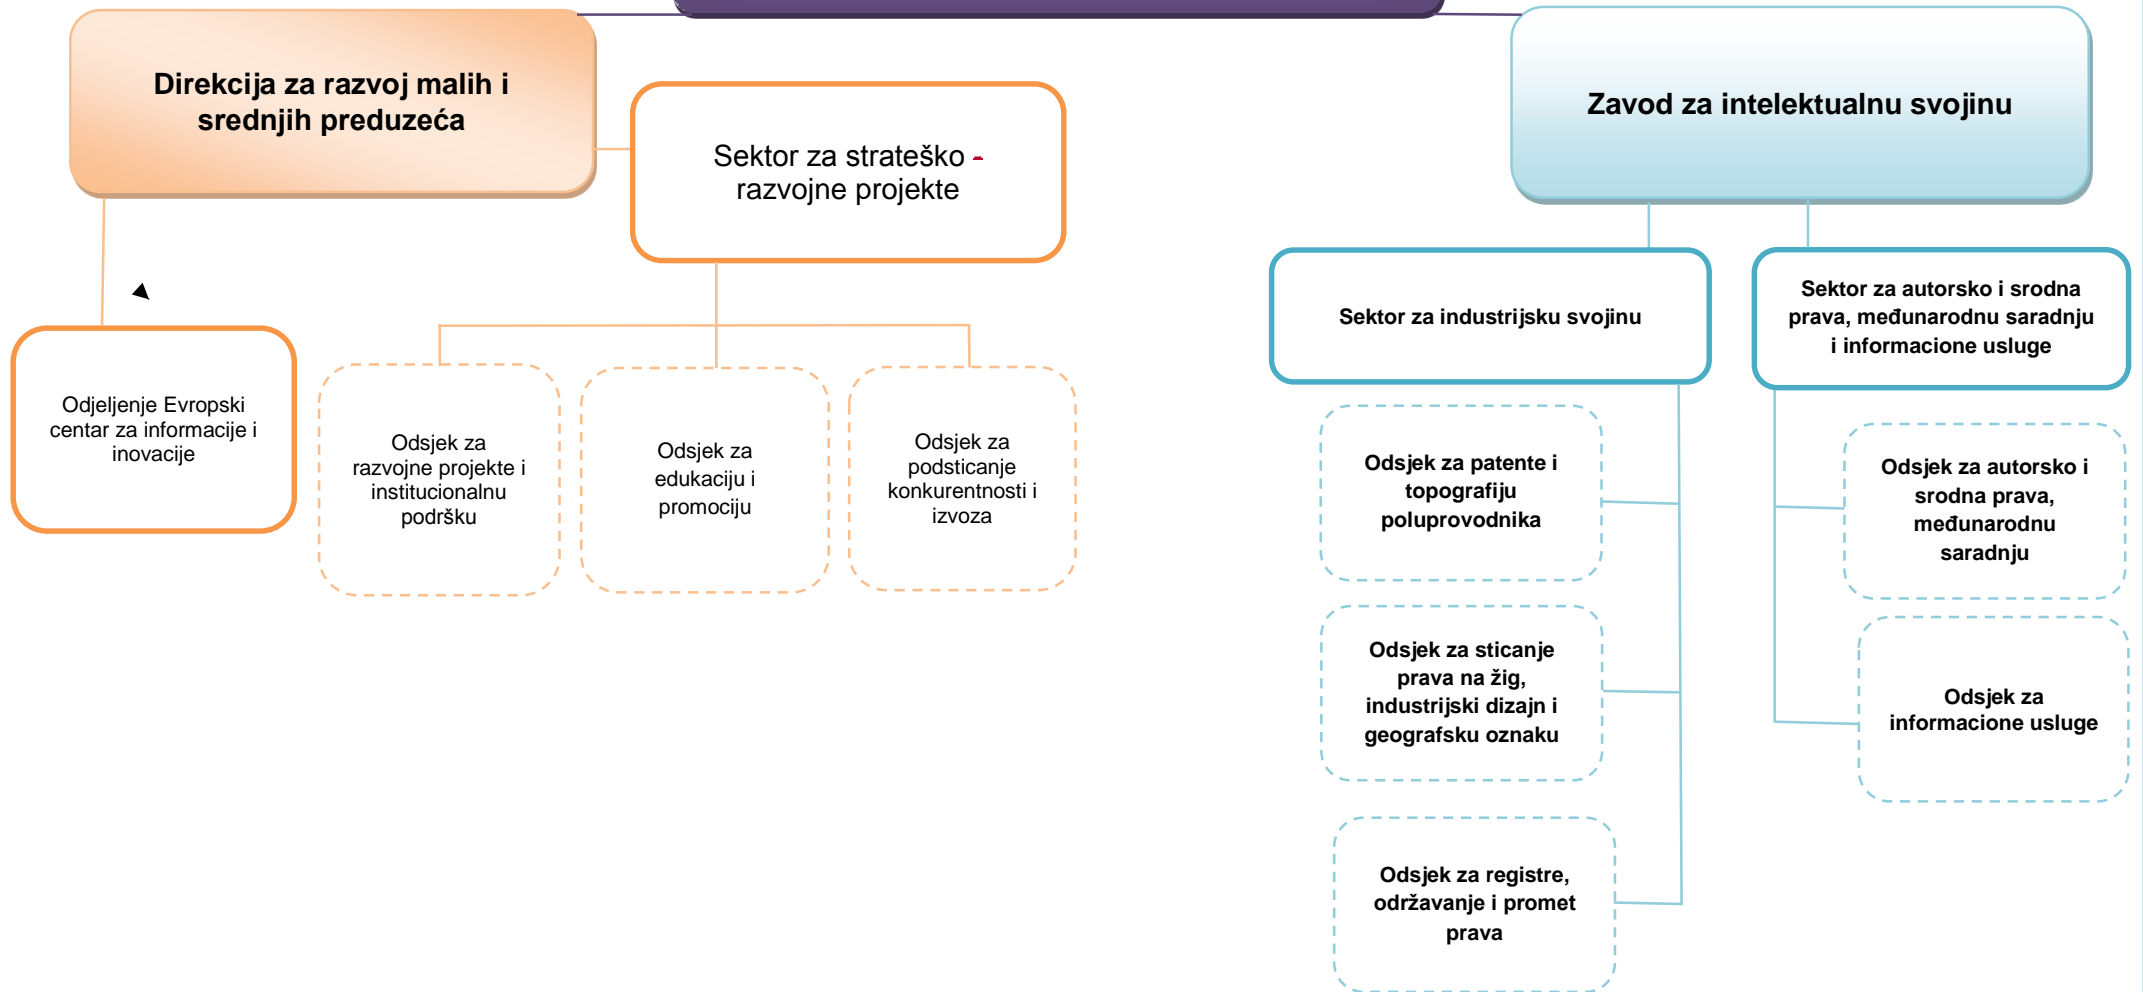 Direkcija za razvoj malih i
srednjih preduzeća
Sektor za strateško -
razvojne projekte
Odjeljenje Evropski
centar za informacije i
inovacije
Odsjek za
razvojne projekte i
institucionalnu
podršku
Odsjek za
edukaciju i
promociju
Odsjek za
podsticanje
konkurentnosti i
izvoza
Zavod za intelektualnu svojinu
Sektor za industrijsku svojinu
Sektor za autorsko i srodna
prava, međunarodnu saradnju
i informacione usluge
Odsjek za patente i
topografiju
poluprovodnika
Odsjek za sticanje
prava na žig,
industrijski dizajn i
geografsku oznaku
Odsjek za registre,
održavanje i promet
prava
Odsjek za autorsko i
srodna prava,
međunarodnu
saradnju
Odsjek za
informacione usluge